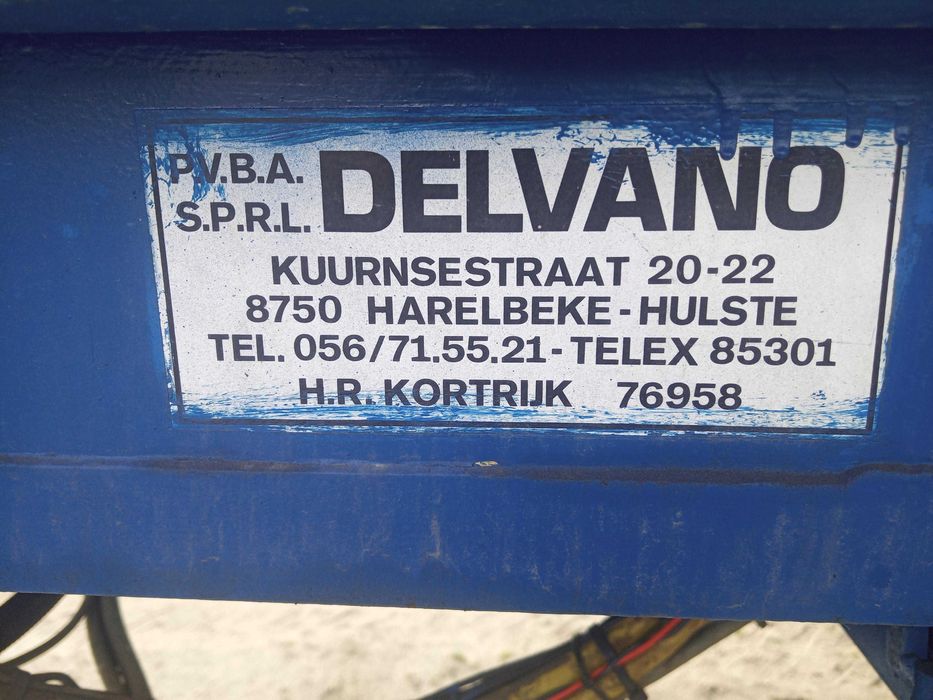 P.V.B.A. S.P.R.L. DELVANO
KUURNSESTRAAT 20-22
8750 HARELBEKE - HULSTE
TEL. 056/71.55.21 - TELEX 85301
H.R. KORTRIJK 76958